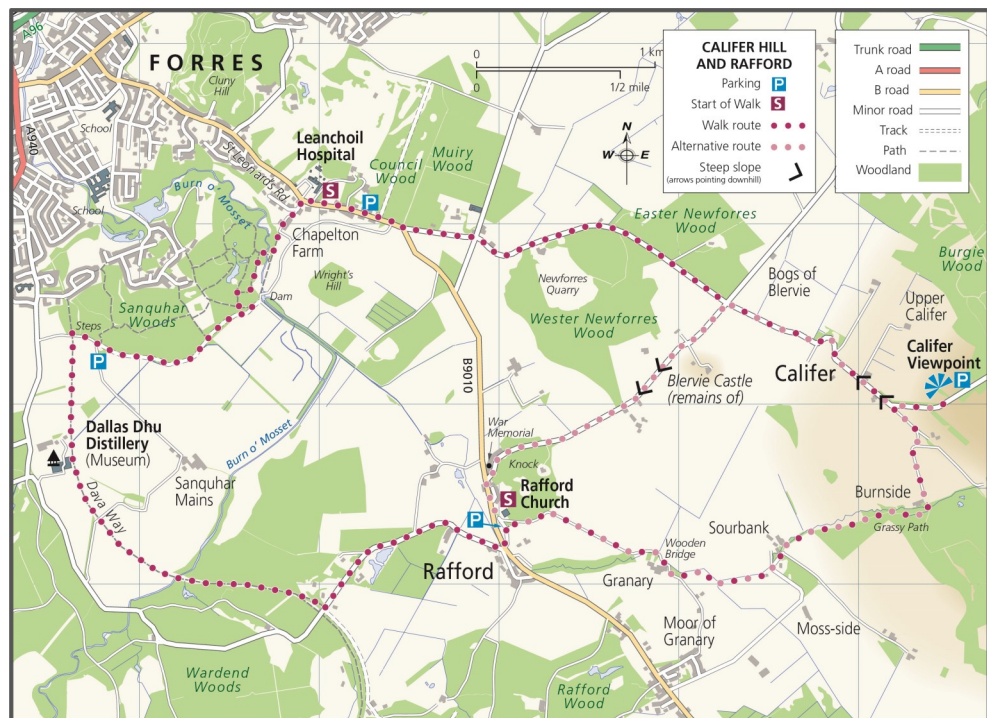 A96
FORRES
Cluny
Hill
A940
School
School
St Leonards Rd
Leanchoil
Hospital
S
P
Council
Wood
Muiry
Wood
0
1 km
0
1/2 mile
N
W
E
S
CALIFER HILL
AND RAFFORD
Parking
P
Start of Walk
S
Walk route
Alternative route
Steep slope
(arrows pointing downhill)
Trunk road
A road
B road
Minor road
Track
Path
Woodland
Burn o' Mosset
Chapelton
Farm
Wright's
Hill
Dam
Sanquhar
Woods
Steps
P
Easter Newforres
Wood
Newforres
Quarry
Wester Newforres
Wood
Bogs of
Blervie
Burgie
Wood
Upper
Califer
Califer
Viewpoint
P
Califer
Blervie Castle
(remains of)
B9010
Dallas Dhu
Distillery
(Museum)
Burn o' Mosset
Sanquhar
Mains
Dava Way
War
Memorial
Knock
S
Rafford
Church
P
Rafford
Burnside
Grassy Path
Sourbank
Wooden
Bridge
Granary
Moor of
Granary
Moss-side
Wardend
Woods
Rafford
Wood